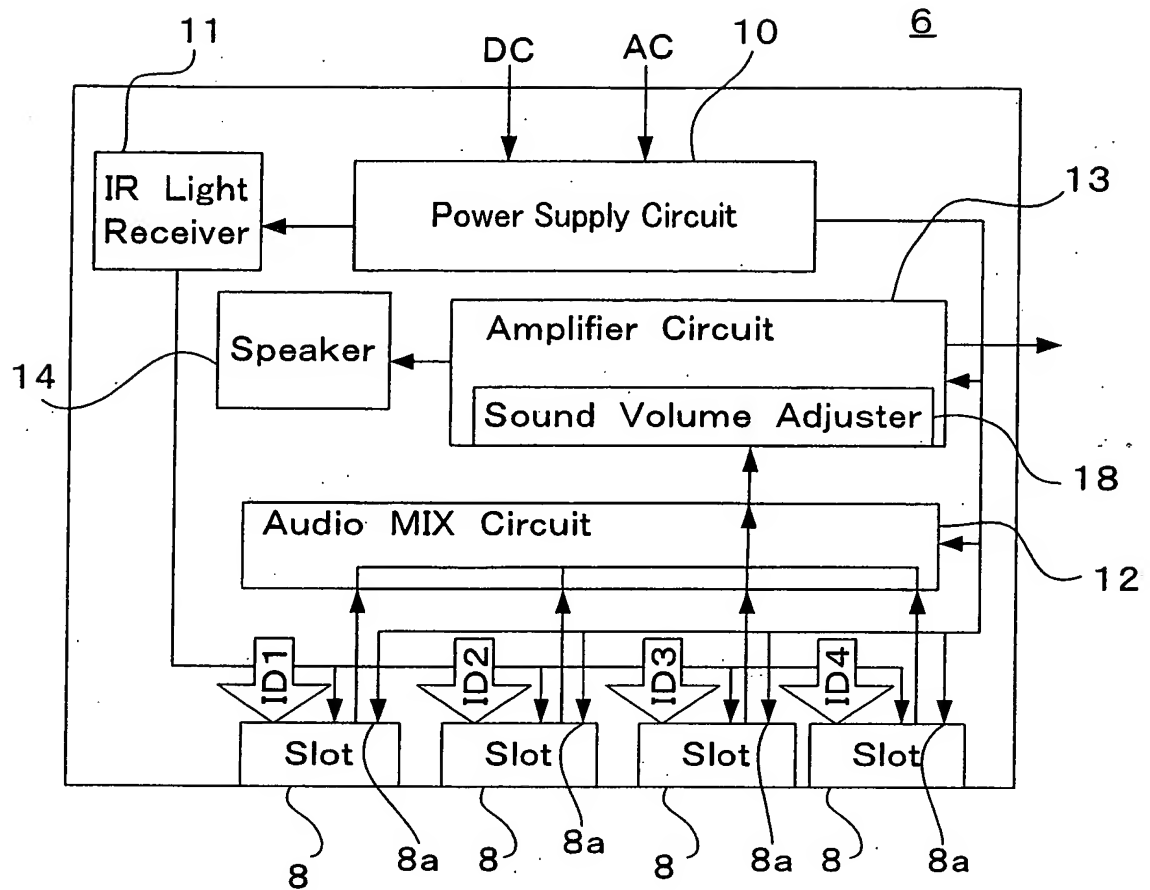 6
11
DC
AC
10
IR Light
Receiver
Power Supply Circuit
13
Amplifier Circuit
Speaker
14
Sound Volume Adjuster
18
Audio MIX Circuit
12
ID1
ID2
ID3
ID4
Slot
Slot
Slot
Slot
8
8a
8
8a
8
8a
8
8a